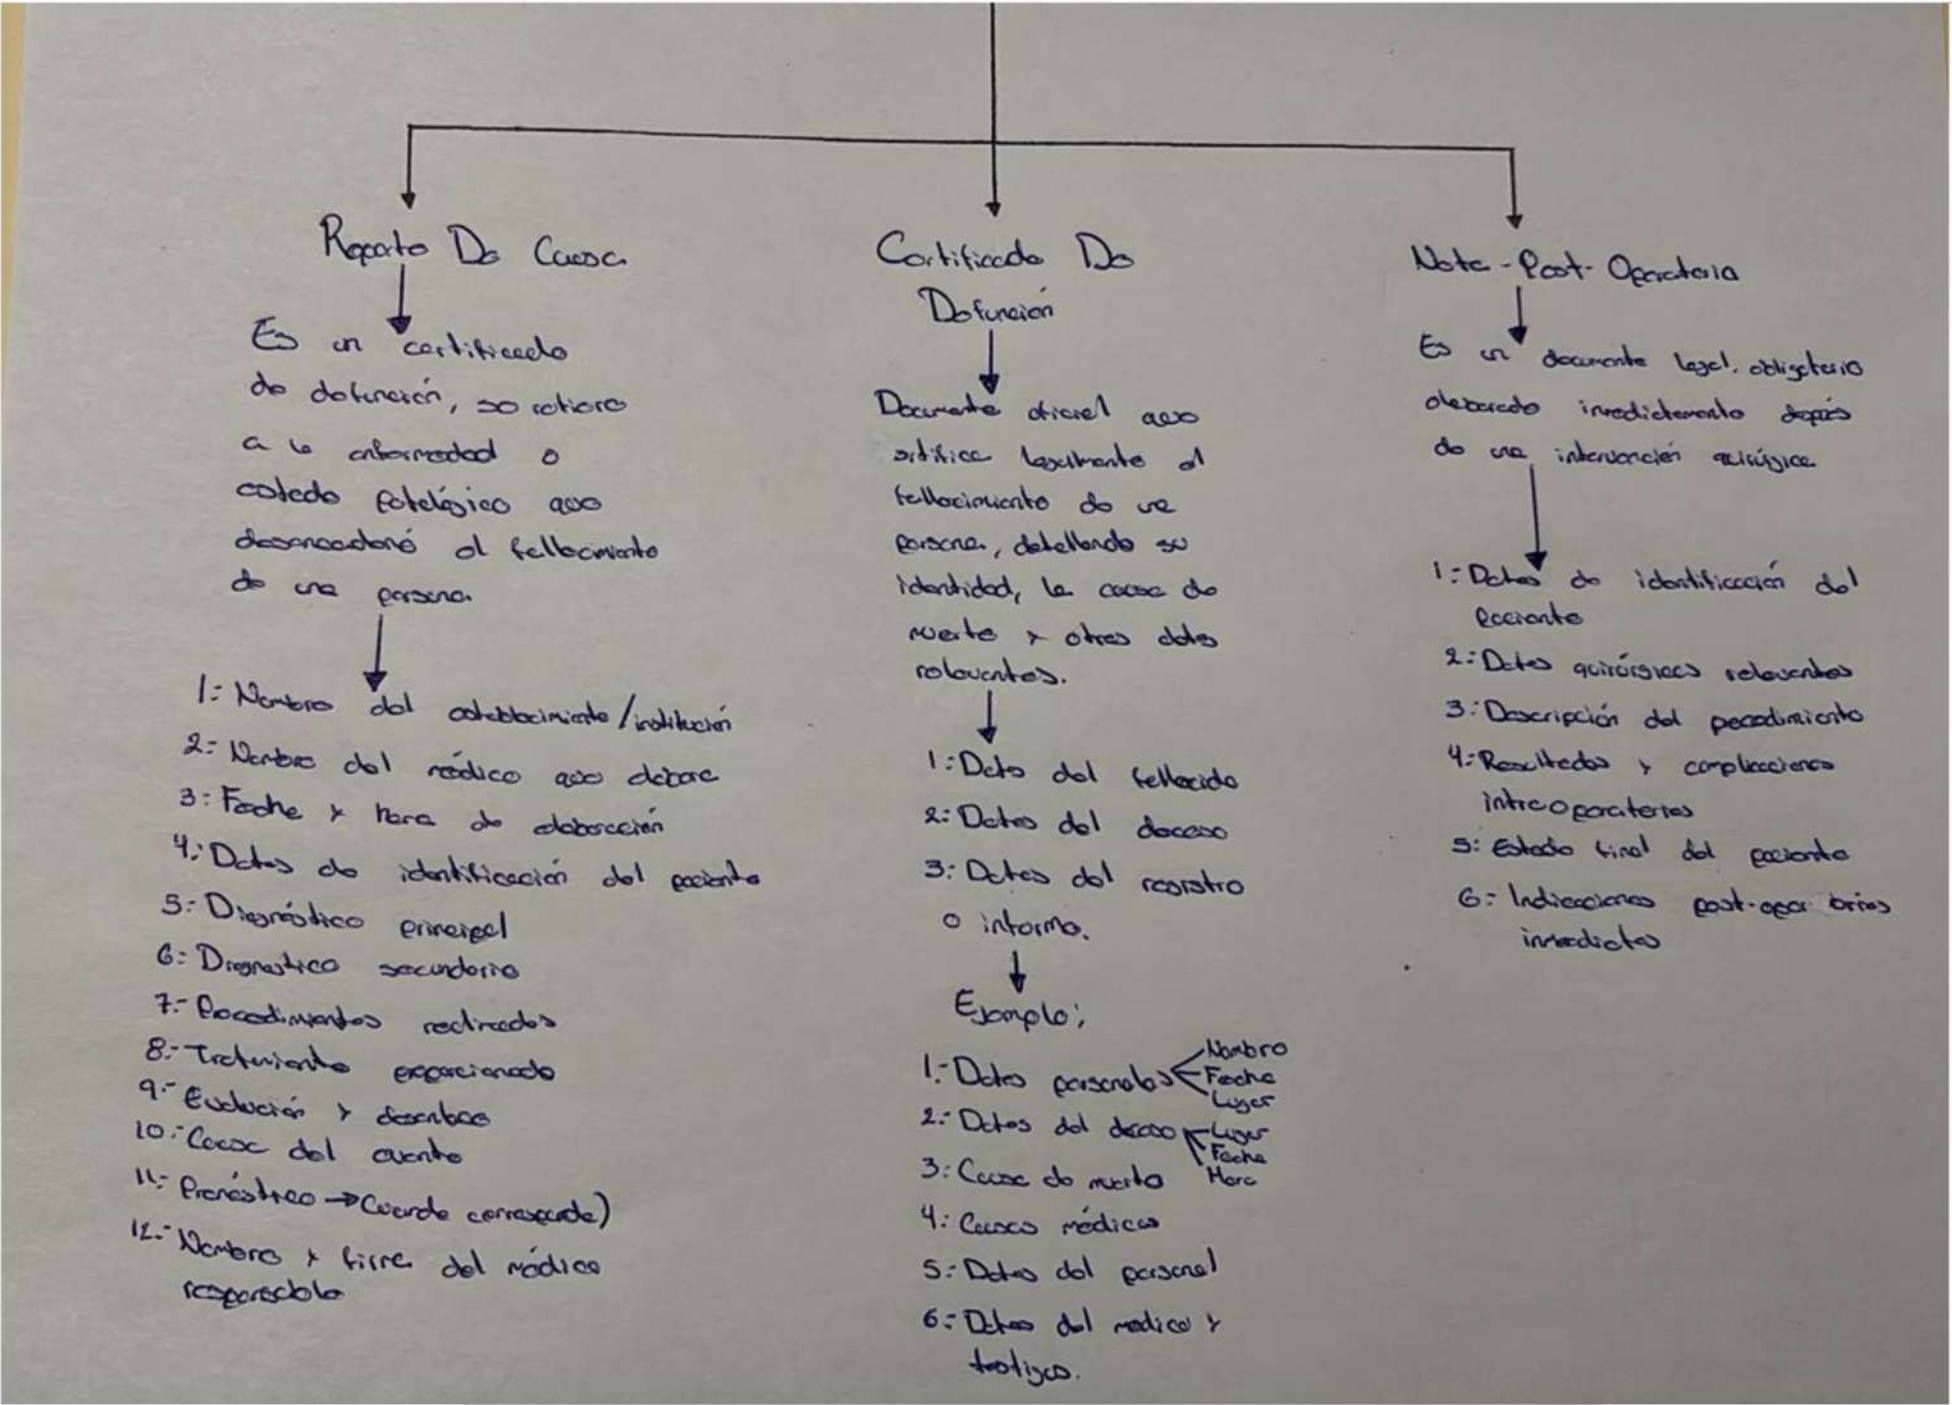 Reporte De Causa
Es un certificado
de defunción, se refiere
a la enfermedad o
estado patológico que
desencadenó el fallecimiento
de una persona
1.- Nombre del establecimiento/institución
2.- Nombre del médico que elabora
3.- Fecha y hora de elaboración
4.- Datos de identificación del paciente
5.- Diagnóstico principal
6.- Diagnostico secundario
7.- Procedimientos realizados
8.- Tratamiento proporcionado
9.- Evolución y
10.- Causa del evento
11.- Pronóstico → Cuando corresponda)
12.- Nombre y firma del médico
responsable
Certificado De
Defunción
Documento oficial que
legalmente el
fallecimiento de una
persona, detallando su
identidad, la causa de
muerte y otros datos
relevantes.
1.- Dato del fallecido
2.- Datos del deceso
3.- Datos del registro
o informe.
Ejemplo;
1.- Datos personales Nombre
Fecha
Lugar
2.- Datos del deceso Lugar
Fecha
Hora
3.- Causa de muerte
4.- Causas médicas
5.- Datos del personal
6.- Datos del medico y
testigos.
Nota-Post-Operatoria
Es un documento legal, obligatorio
elaborado inmediatamente
de una intervención quirúrgica
1.- Datos de identificación del
paciente
2.- Datos quirúrgicos relevantes
3.- Descripción del
4.- Resultados y complicaciones
intraoperatorias
5.- Estado final del paciente
6.- Indicaciones
inmediatas